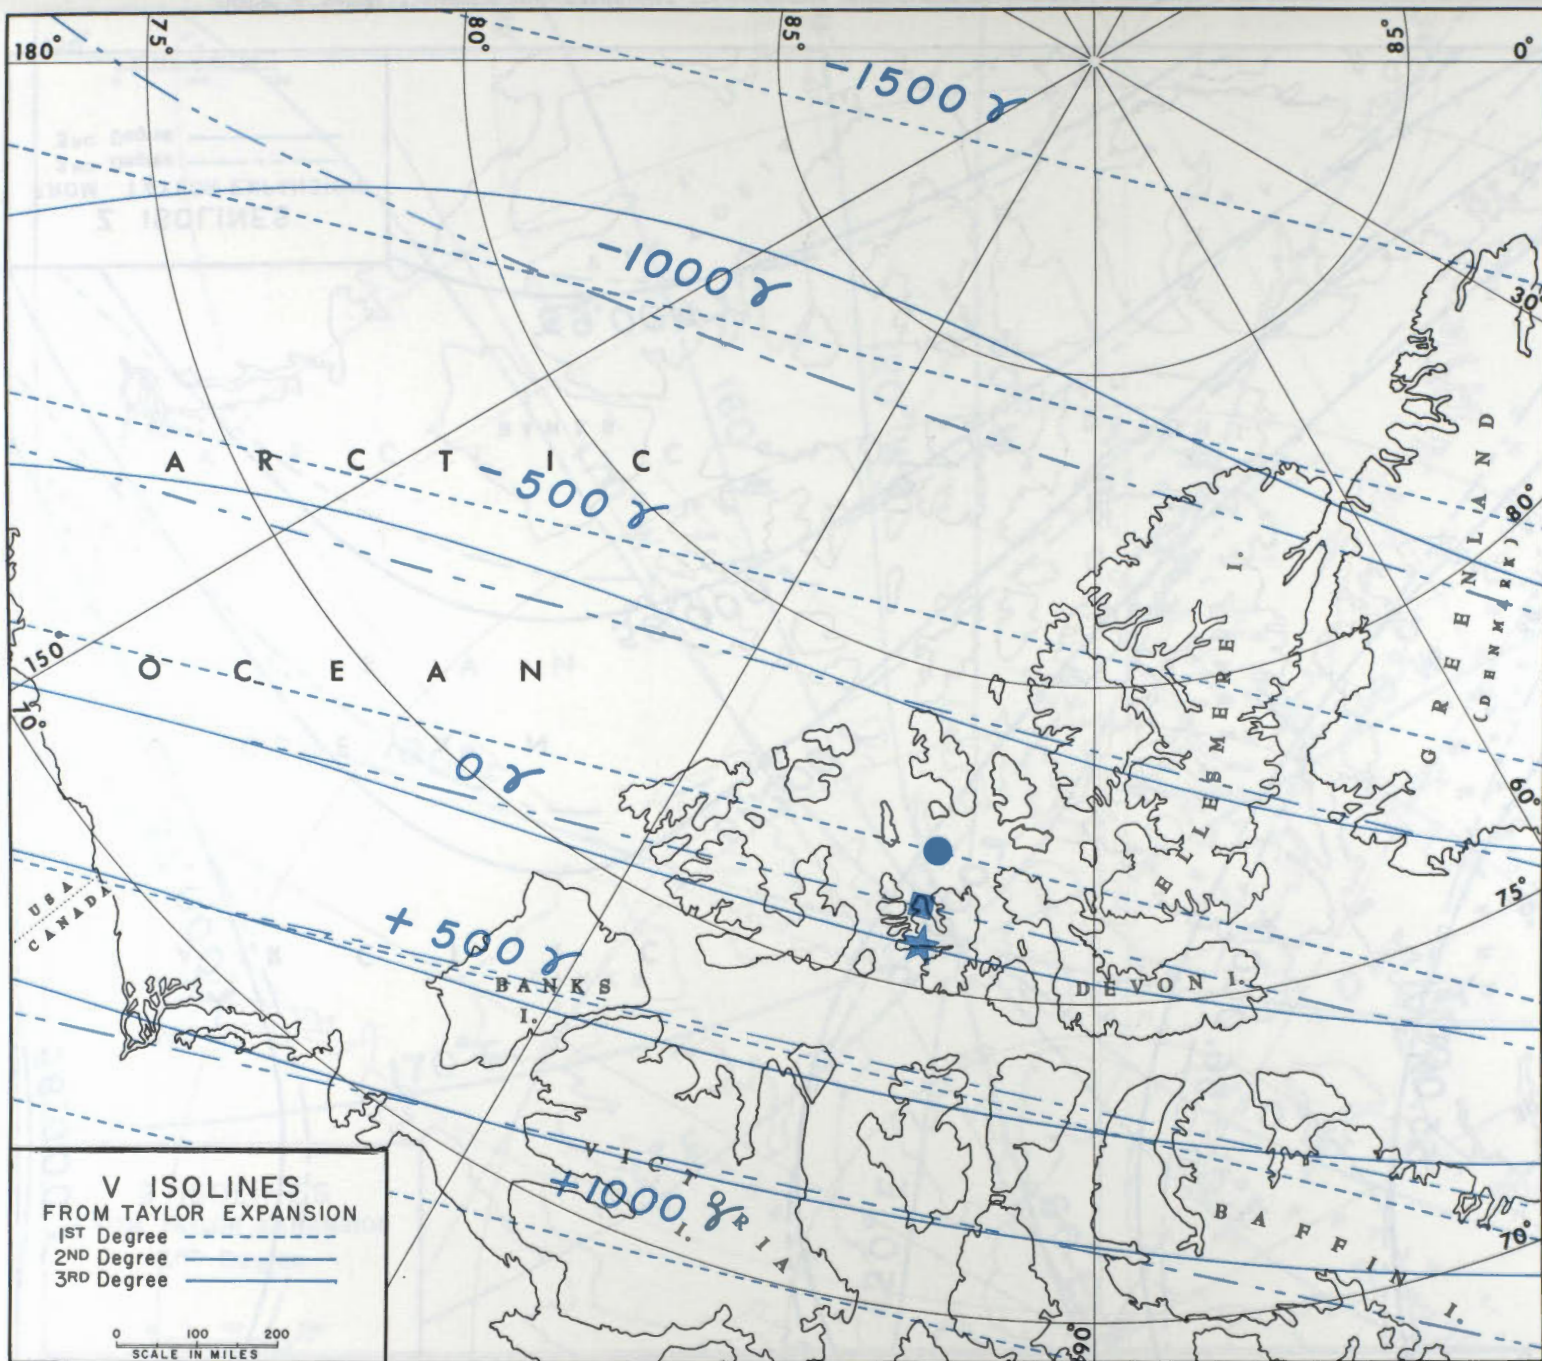 180°
75°
80°
85°
85°
0°
-1500 γ
-1000 γ
30°
ARCTIC
-500 γ
80°
GREENLAND
(DENMARK)
ELLESMERE I.
150°
70°
OCEAN
0 γ
60°
75°
USA
CANADA
+500 γ
BANKS
I.
DEVON I.
VICTORIA
I.
+1000 γ
BAFFIN I.
70°
90°
V ISOLINES
FROM TAYLOR EXPANSION
1ST Degree
2ND Degree
3RD Degree
0 100 200
SCALE IN MILES